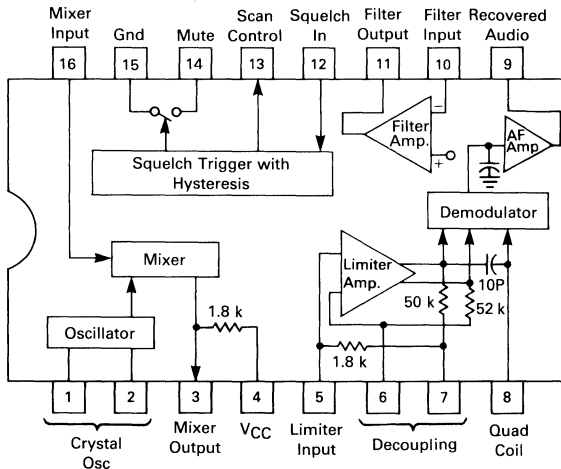 Mixer Input
Gnd
Mute
Scan Control
Squelch In
Filter Output
Filter Input
Recovered Audio
16
15
14
13
12
11
10
9
Squelch Trigger with
Hysteresis
Filter
Amp.
−
+
AF
Amp
Demodulator
Mixer
Limiter
Amp.
10P
50 k
52 k
1.8 k
Oscillator
1.8 k
1
2
3
4
5
6
7
8
Crystal
Osc
Mixer
Output
VCC
Limiter
Input
Decoupling
Quad
Coil